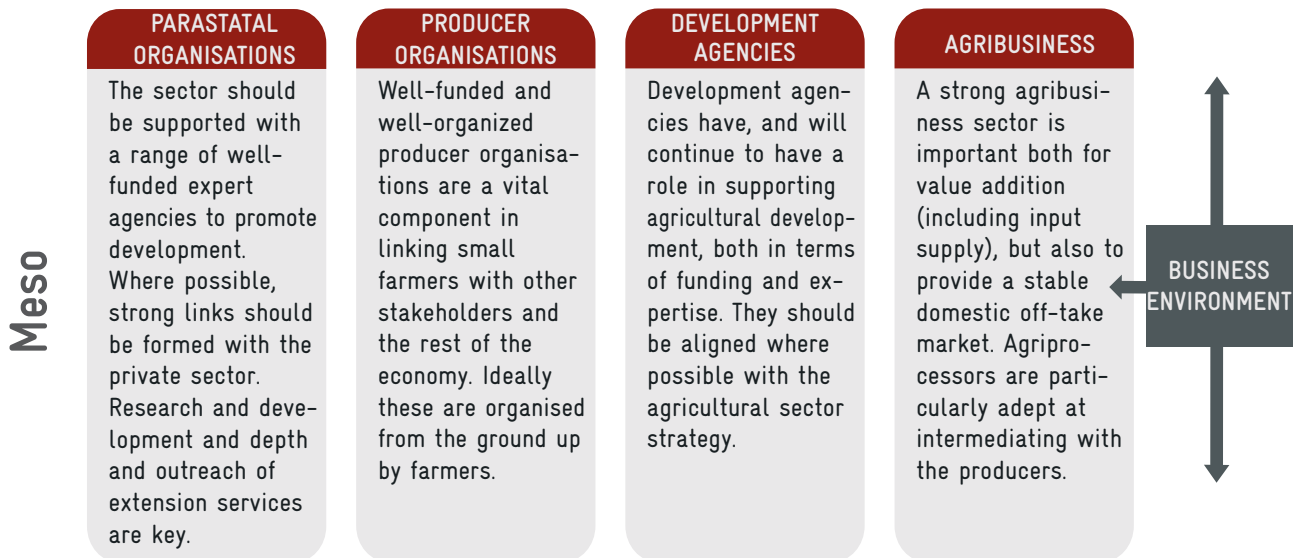 Meso
PARASTATAL
ORGANISATIONS
The sector should
be supported with
a range of well-
funded expert
agencies to promote
development.
Where possible,
strong links should
be formed with the
private sector.
Research and deve-
lopment and depth
and outreach of
extension services
are key.
PRODUCER
ORGANISATIONS
Well-funded and
well-organized
producer organisa-
tions are a vital
component in
linking small
farmers with other
stakeholders and
the rest of the
economy. Ideally
these are organised
from the ground up
by farmers.
DEVELOPMENT
AGENCIES
Development agen-
cies have, and will
continue to have a
role in supporting
agricultural develop-
ment, both in terms
of funding and ex-
pertise. They should
be aligned where
possible with the
agricultural sector
strategy.
AGRIBUSINESS
A strong agribusi-
ness sector is
important both for
value addition
(including input
supply), but also to
provide a stable
domestic off-take
market. Agripro-
cessors are parti-
cularly adept at
intermediating with
the producers.
BUSINESS
ENVIRONMENT